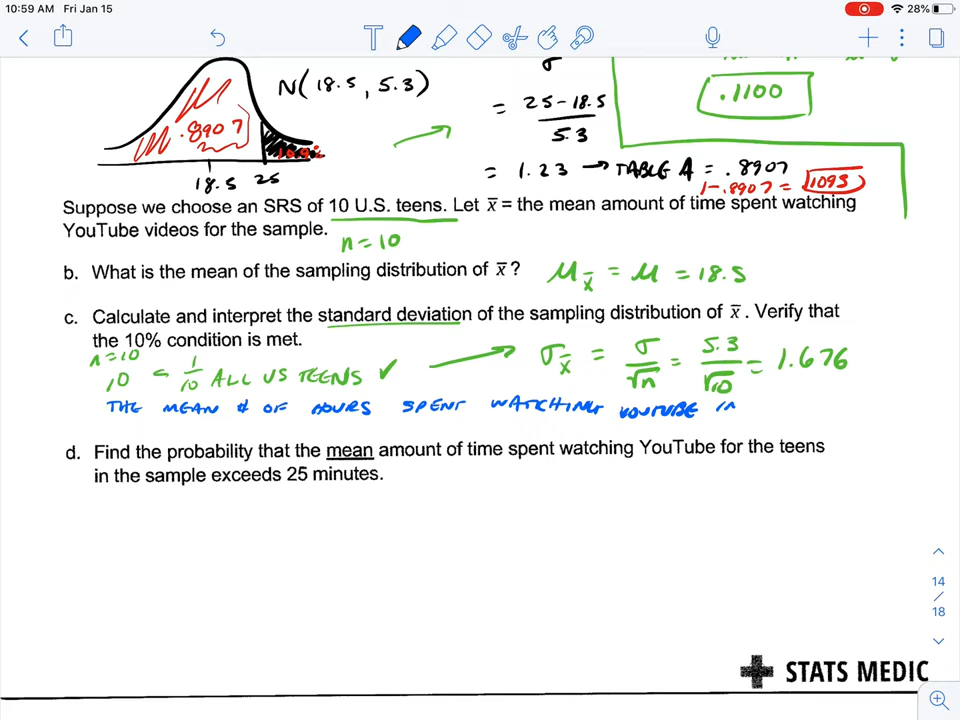 10:59 AM Fri Jan 15
28%
T
N(18.5, 5.3)
σ
= 25-18.5
5.3
.1100
.8907
18.5 25
= 1.23 → TABLE A = .8907
1-.8907 = .1093
Suppose we choose an SRS of 10 U.S. teens. Let x̄ = the mean amount of time spent watching
YouTube videos for the sample.
n=10
b. What is the mean of the sampling distribution of x̄?
μx̄ = μ = 18.5
c. Calculate and interpret the standard deviation of the sampling distribution of x̄. Verify that
the 10% condition is met.
n=10
10 ≤ 1/10 ALL US TEENS ✓ → σx̄ = σ/√n = 5.3/√10 = 1.676
THE MEAN # OF HOURS SPENT WATCHING YOUTUBE IN
d. Find the probability that the mean amount of time spent watching YouTube for the teens
in the sample exceeds 25 minutes.
14
/
18
STATS MEDIC